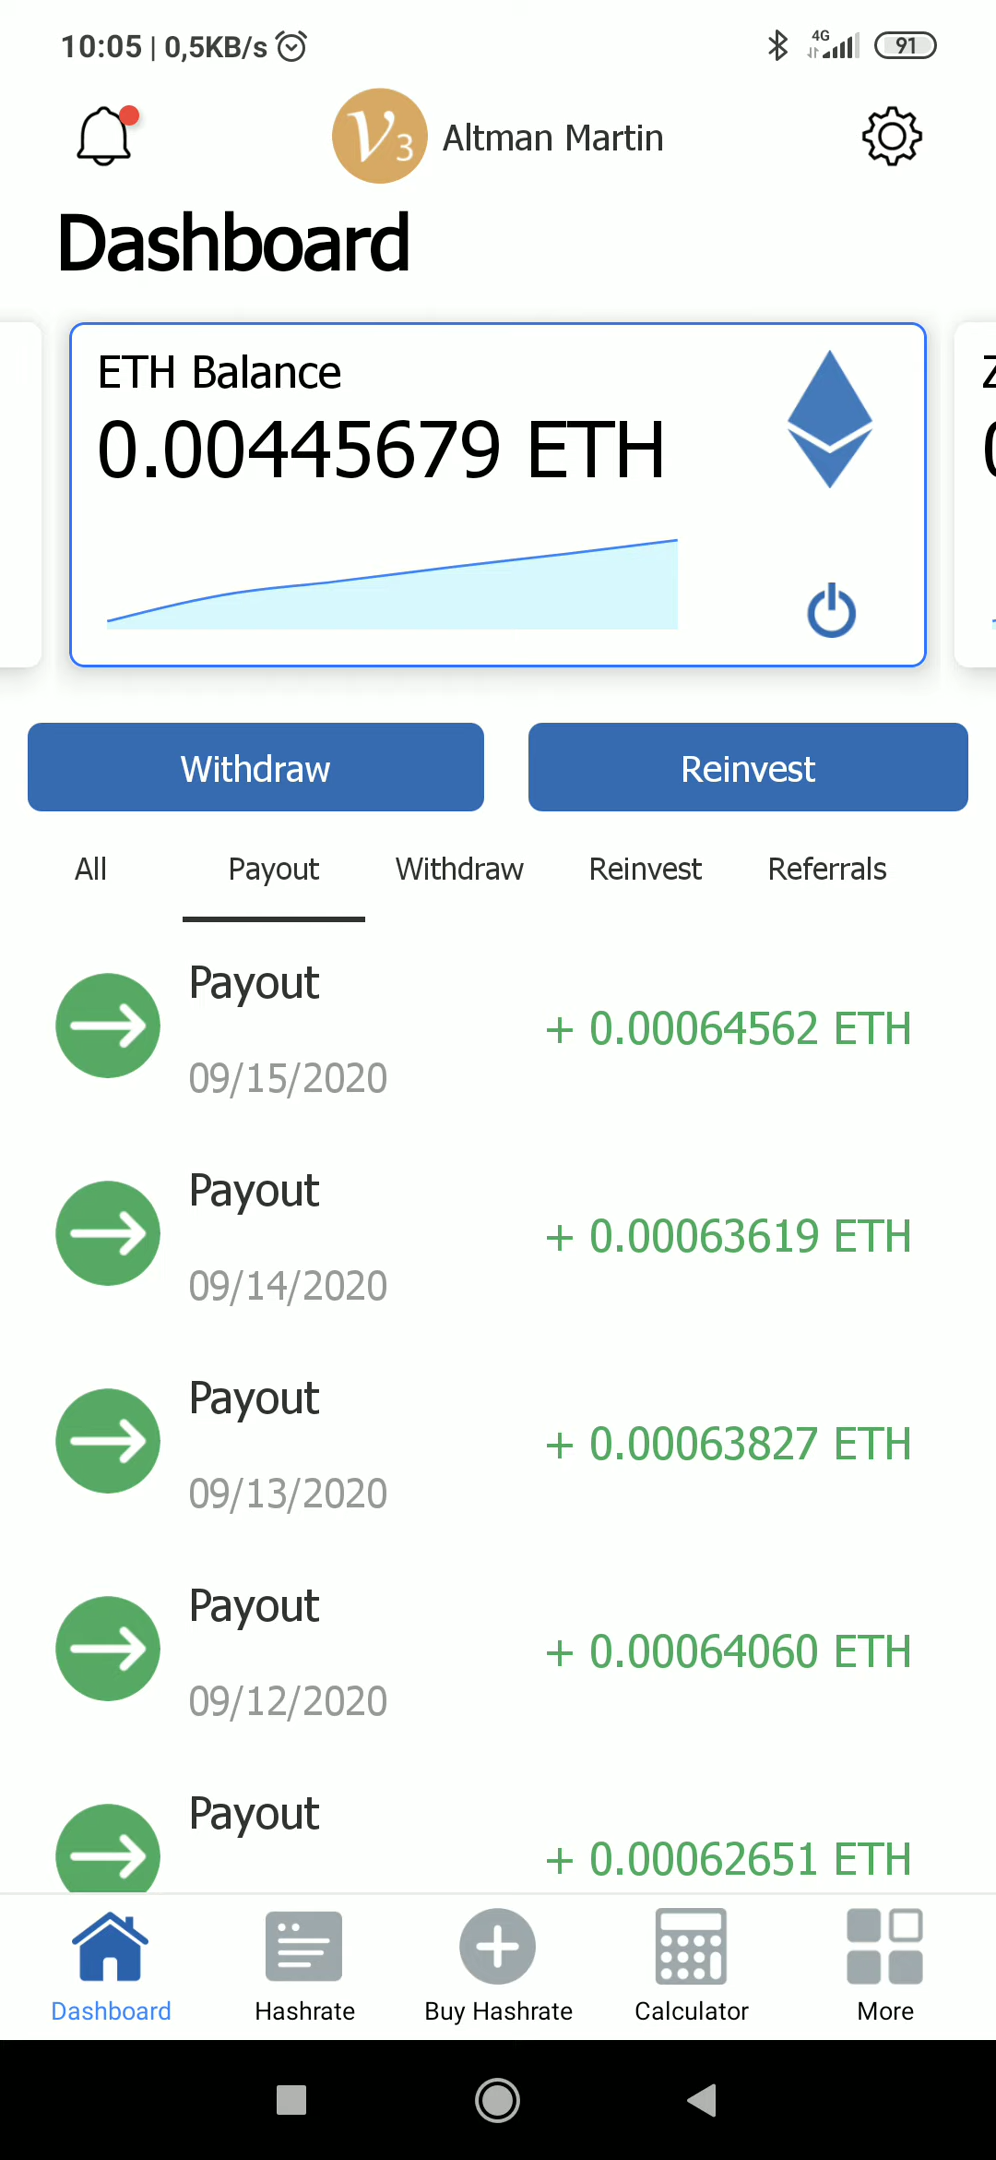 10:05 | 0,5KB/s 4G 91
V3 Altman Martin
Dashboard
ETH Balance
0.00445679 ETH
Withdraw Reinvest
All Payout Withdraw Reinvest Referrals
Payout
+ 0.00064562 ETH
09/15/2020
Payout
+ 0.00063619 ETH
09/14/2020
Payout
+ 0.00063827 ETH
09/13/2020
Payout
+ 0.00064060 ETH
09/12/2020
Payout
+ 0.00062651 ETH
Dashboard Hashrate Buy Hashrate Calculator More